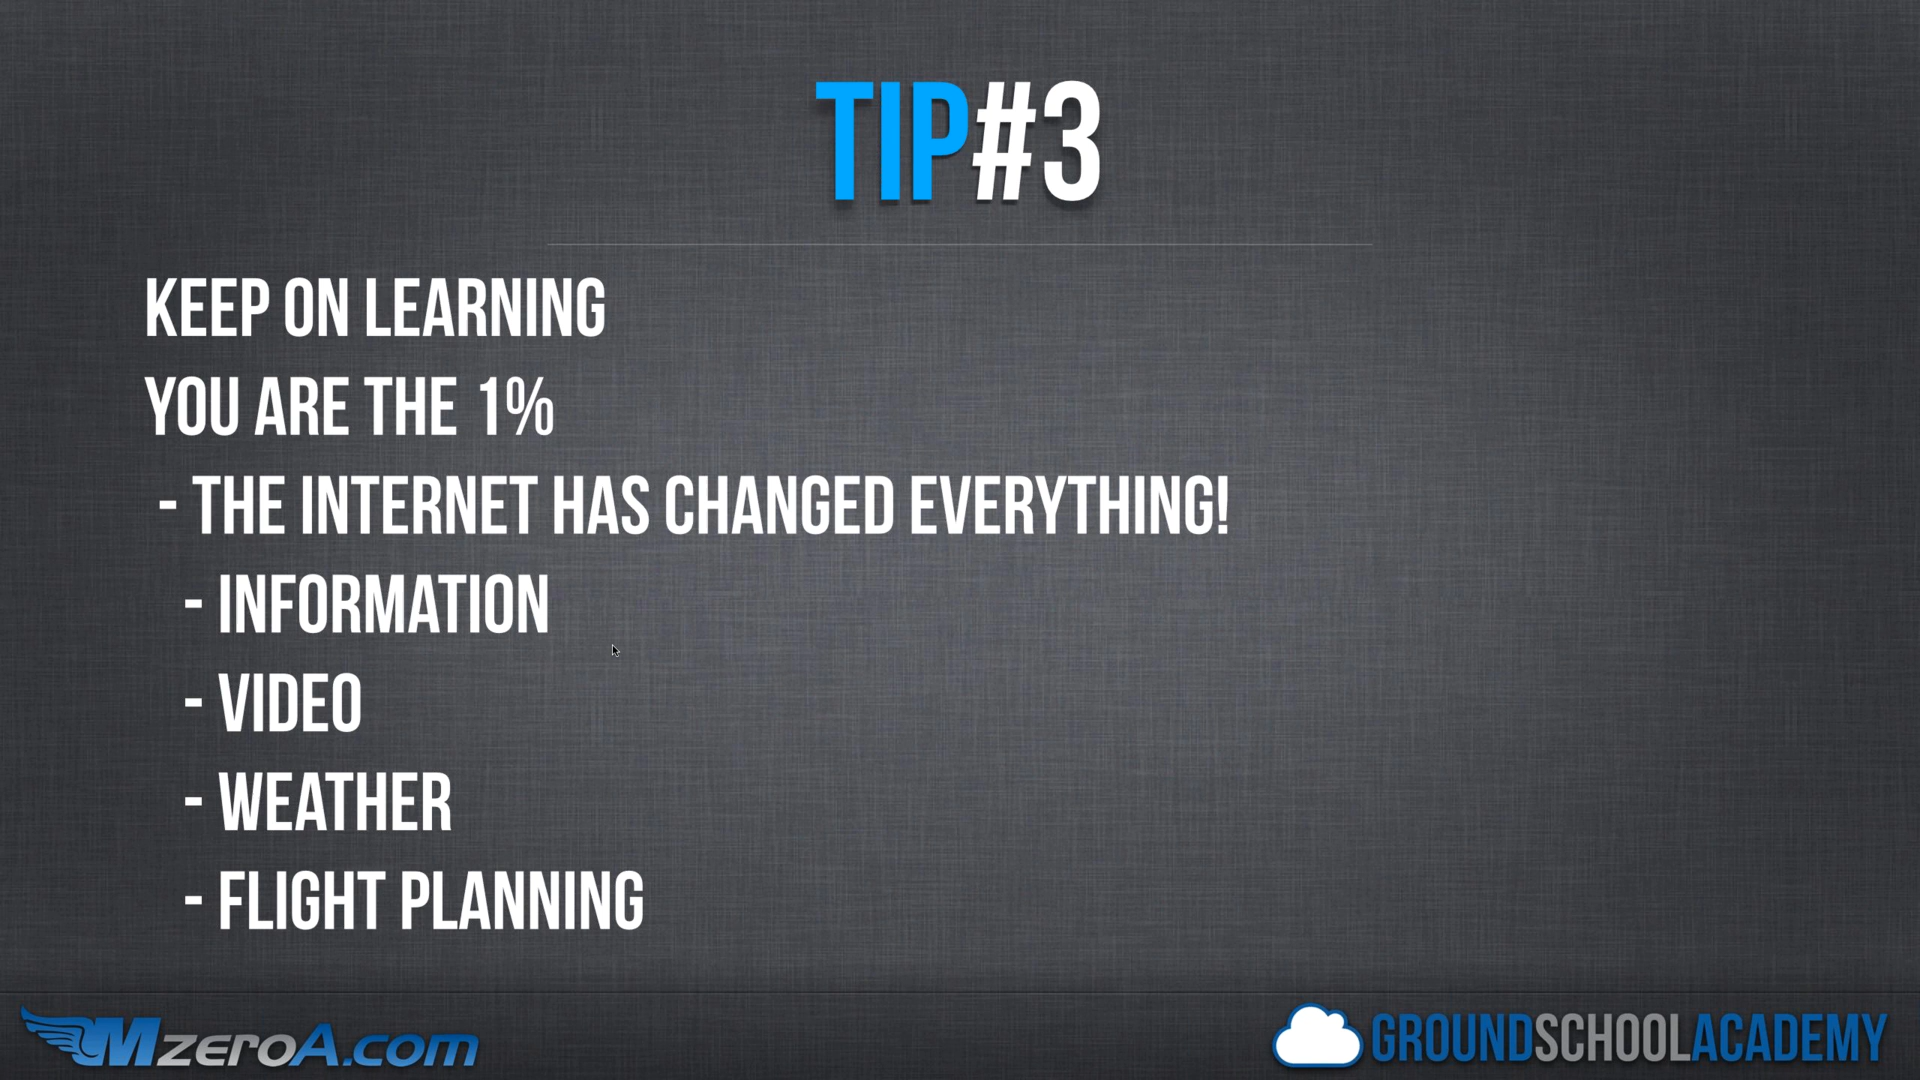 TIP#3
KEEP ON LEARNING
YOU ARE THE 1%
- THE INTERNET HAS CHANGED EVERYTHING!
- INFORMATION
- VIDEO
- WEATHER
- FLIGHT PLANNING
MzeroA.com
GROUNDSCHOOLACADEMY